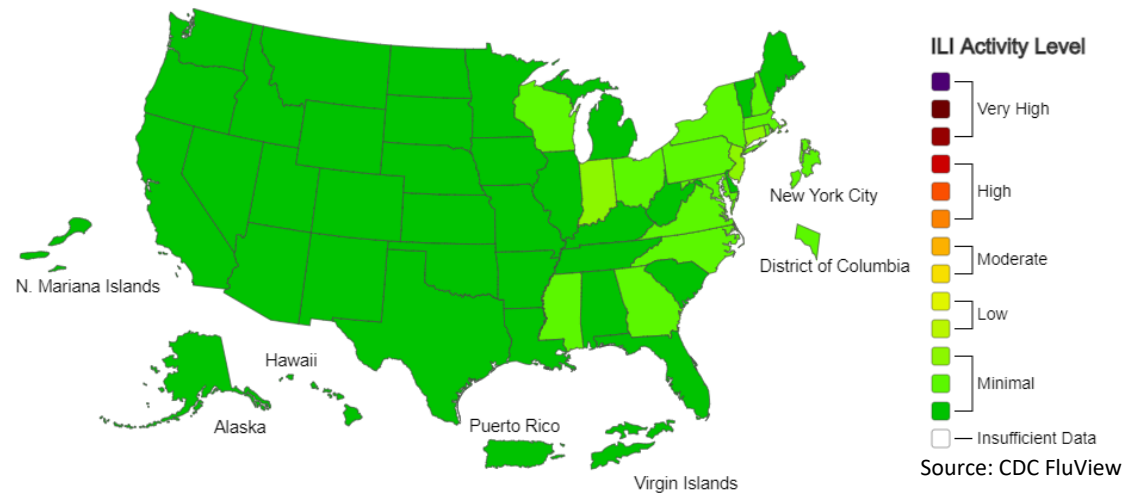 ILI Activity Level
Very High
High
Moderate
Low
Minimal
Insufficient Data
Source: CDC FluView
New York City
District of Columbia
N. Mariana Islands
Hawaii
Alaska
Puerto Rico
Virgin Islands